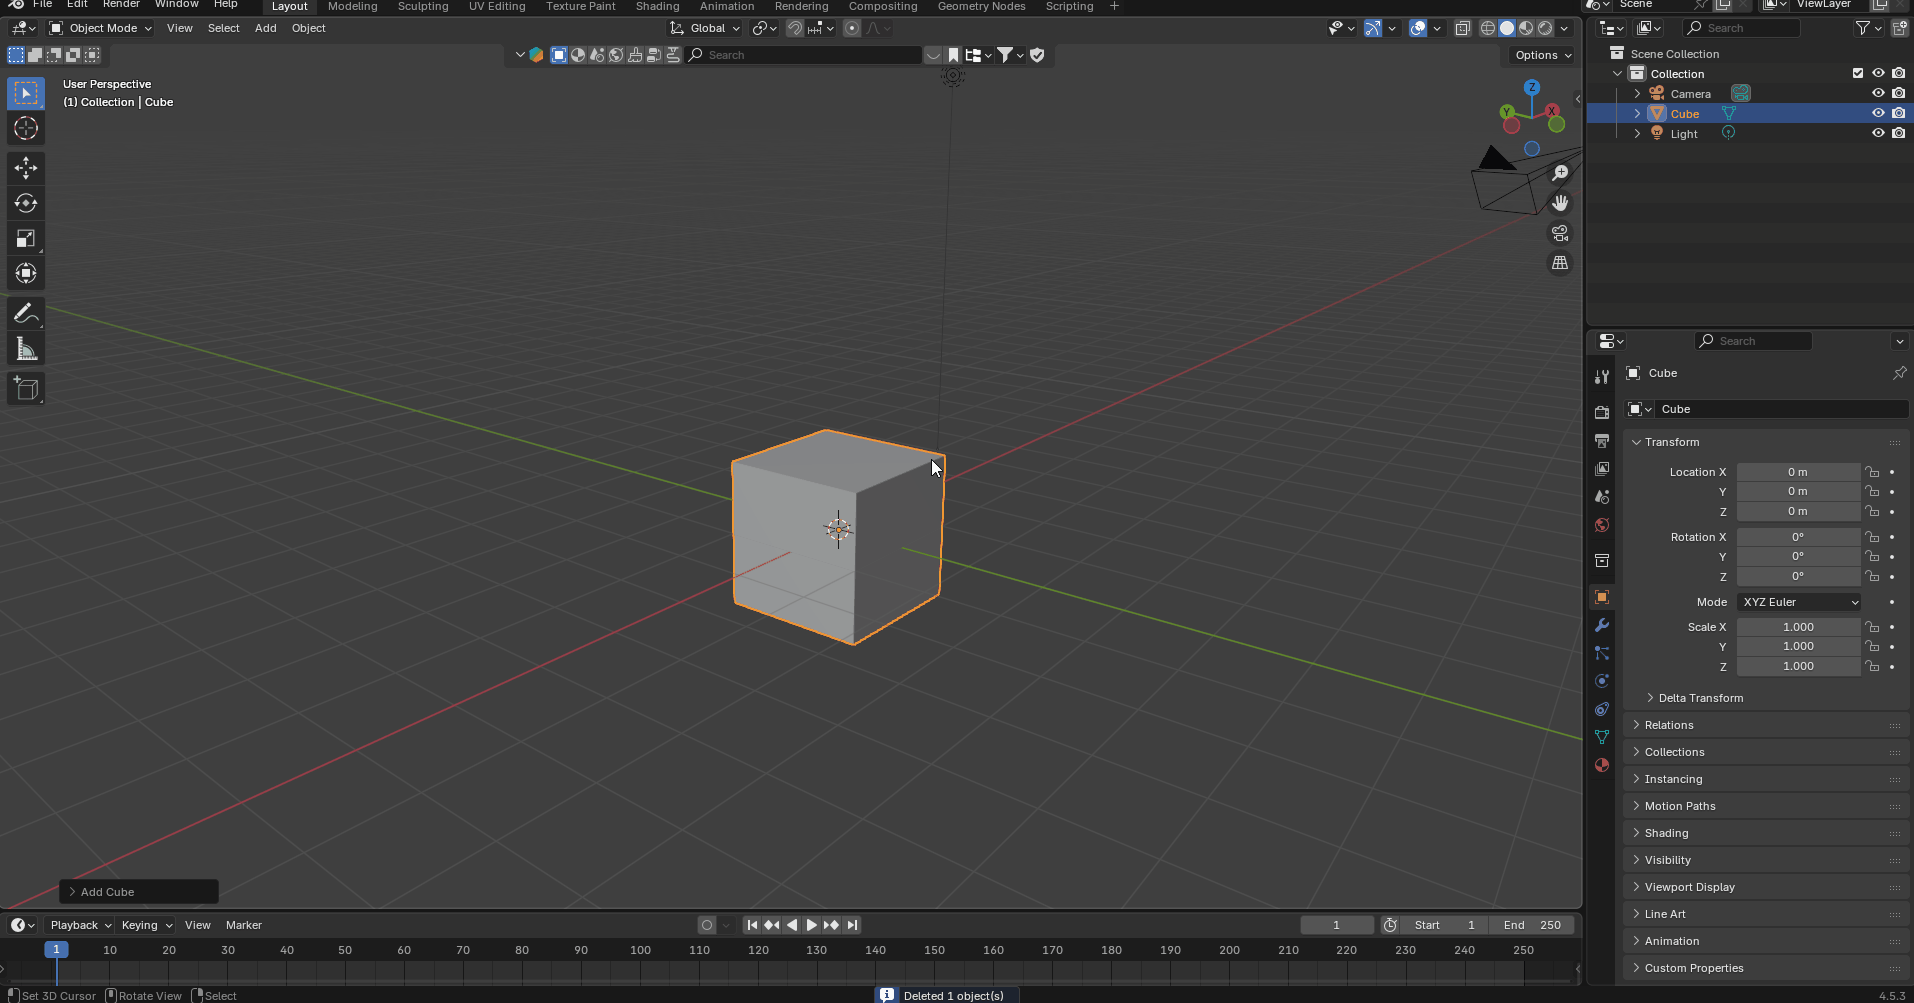 File Edit Render Window Help Layout Modeling Sculpting UV Editing Texture Paint Shading Animation Rendering Compositing Geometry Nodes Scripting + Scene ViewLayer
Object Mode View Select Add Object Global
Search
Search Options
User Perspective
(1) Collection | Cube
Z
Y X
Scene Collection
Collection
Camera
Cube
Light
Search
Cube
Cube
Transform
Location X 0 m
Y 0 m
Z 0 m
Rotation X 0°
Y 0°
Z 0°
Mode XYZ Euler
Scale X 1.000
Y 1.000
Z 1.000
Delta Transform
Relations
Collections
Instancing
Motion Paths
Shading
Visibility
Viewport Display
Line Art
Animation
Custom Properties
Add Cube
Playback Keying View Marker 1 Start 1 End 250
1 10 20 30 40 50 60 70 80 90 100 110 120 130 140 150 160 170 180 190 200 210 220 230 240 250
Set 3D Cursor Rotate View Select Deleted 1 object(s) 4.5.3